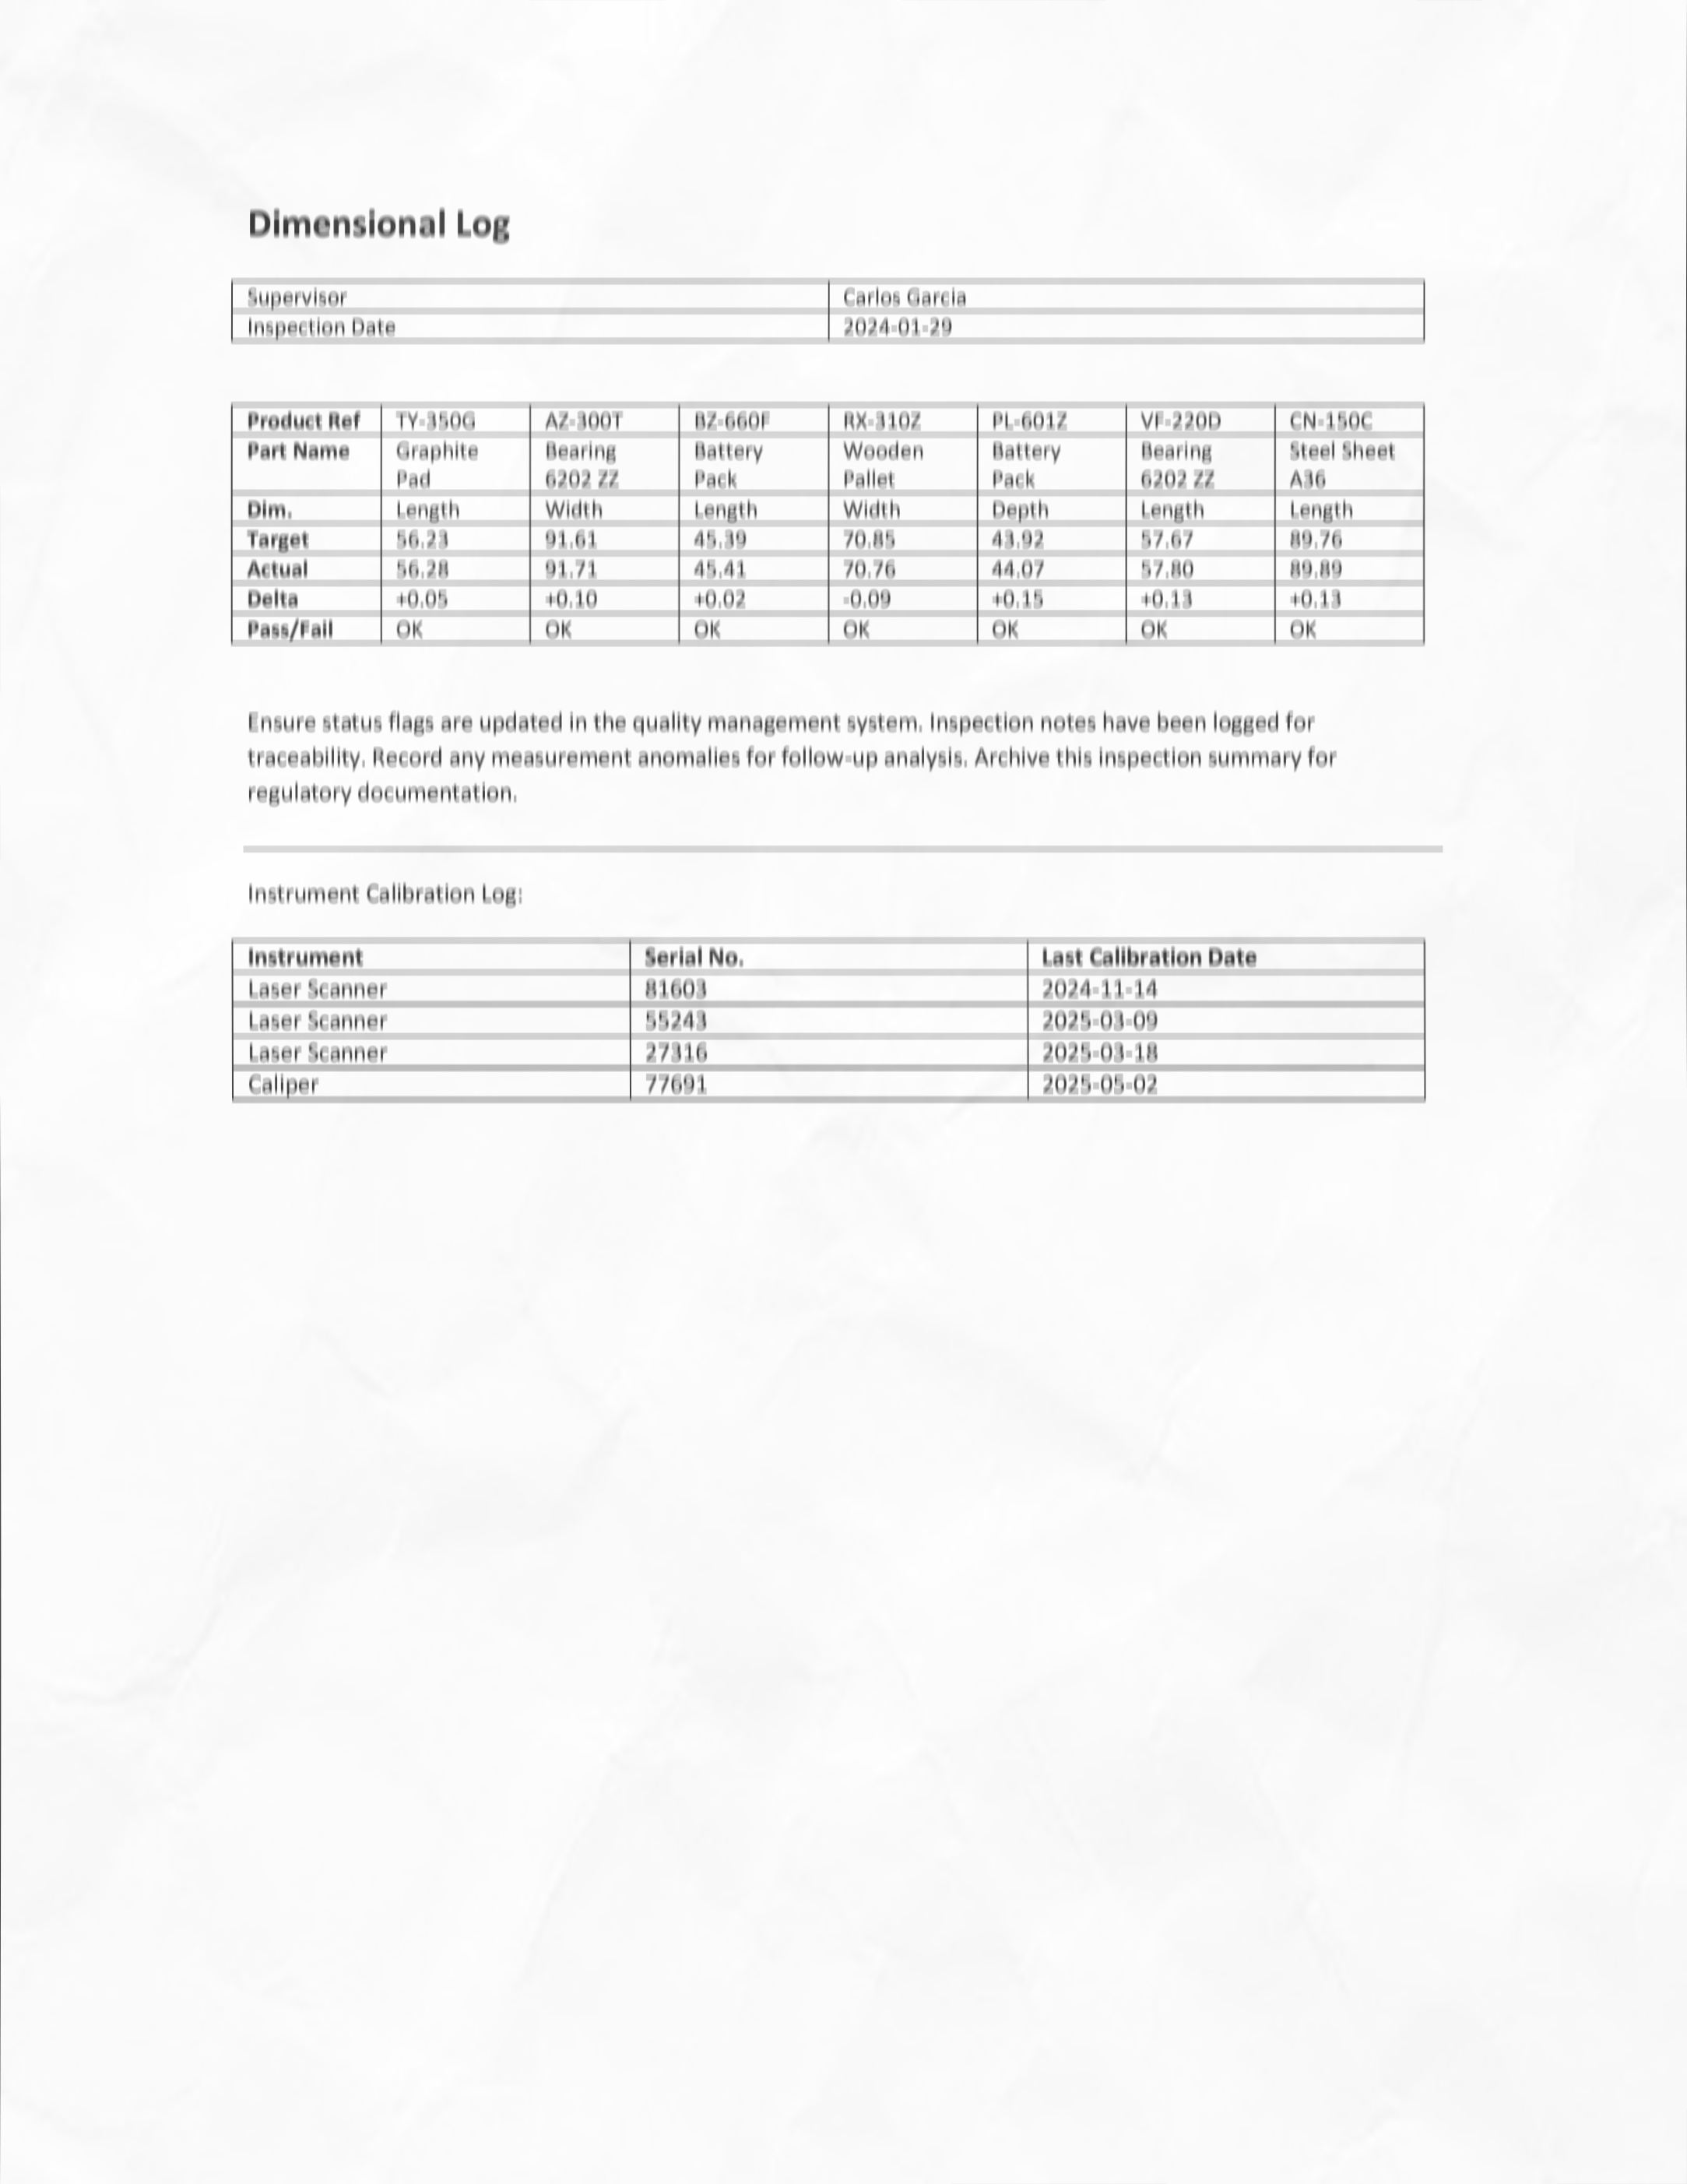 Dimensional Log
Supervisor Carlos Garcia
Inspection Date 2024-01-29
Product Ref TY-350G AZ-300T BZ-660F RX-310Z PL-601Z VF-220D CN-150C
Part Name Graphite Pad Bearing 6202 ZZ Battery Pack Wooden Pallet Battery Pack Bearing 6202 ZZ Steel Sheet A36
Dim. Length Width Length Width Depth Length Length
Target 56.23 91.61 45.39 70.85 43.92 57.67 89.76
Actual 56.28 91.71 45.41 70.76 44.07 57.80 89.89
Delta +0.05 +0.10 +0.02 -0.09 +0.15 +0.13 +0.13
Pass/Fail OK OK OK OK OK OK OK
Ensure status flags are updated in the quality management system. Inspection notes have been logged for
traceability. Record any measurement anomalies for follow-up analysis. Archive this inspection summary for
regulatory documentation.
Instrument Calibration Log:
Instrument Serial No. Last Calibration Date
Laser Scanner 81603 2024-11-14
Laser Scanner 55243 2025-03-09
Laser Scanner 27316 2025-03-18
Caliper 77691 2025-05-02